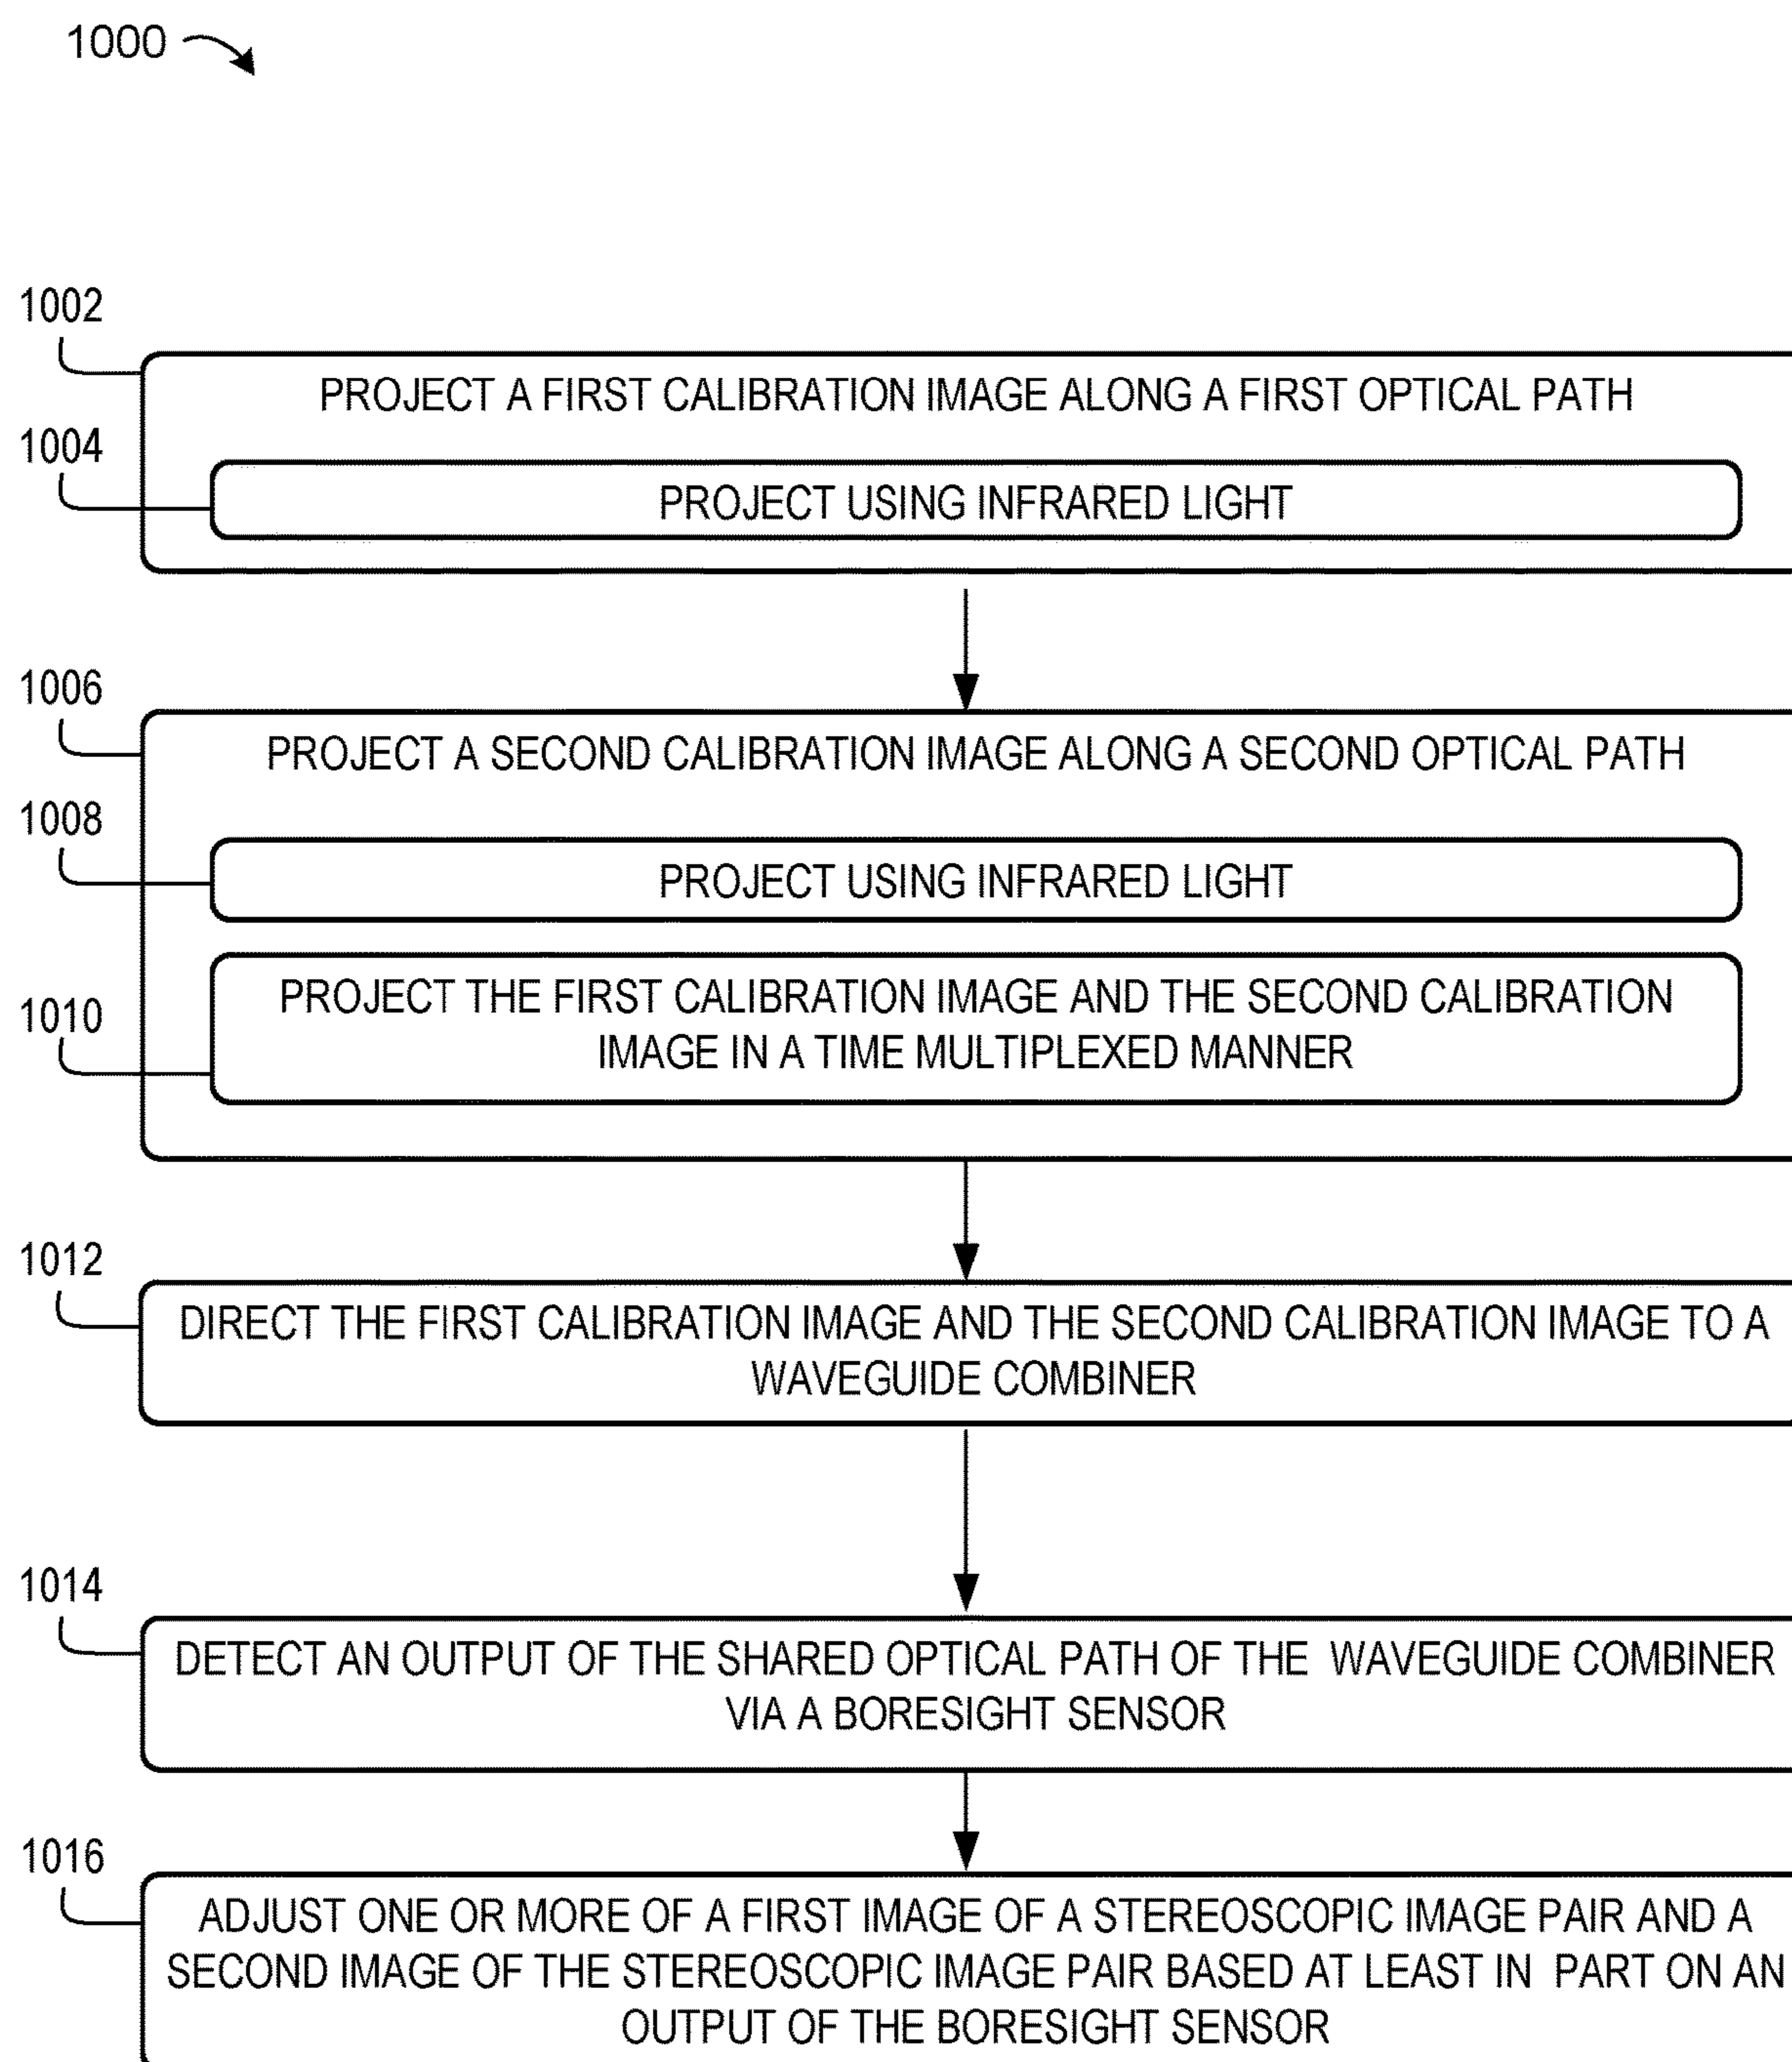 1000
1002
PROJECT A FIRST CALIBRATION IMAGE ALONG A FIRST OPTICAL PATH
1004
PROJECT USING INFRARED LIGHT
1006
PROJECT A SECOND CALIBRATION IMAGE ALONG A SECOND OPTICAL PATH
1008
PROJECT USING INFRARED LIGHT
1010
PROJECT THE FIRST CALIBRATION IMAGE AND THE SECOND CALIBRATION
IMAGE IN A TIME MULTIPLEXED MANNER
1012
DIRECT THE FIRST CALIBRATION IMAGE AND THE SECOND CALIBRATION IMAGE TO A
WAVEGUIDE COMBINER
1014
DETECT AN OUTPUT OF THE SHARED OPTICAL PATH OF THE WAVEGUIDE COMBINER
VIA A BORESIGHT SENSOR
1016
ADJUST ONE OR MORE OF A FIRST IMAGE OF A STEREOSCOPIC IMAGE PAIR AND A
SECOND IMAGE OF THE STEREOSCOPIC IMAGE PAIR BASED AT LEAST IN PART ON AN
OUTPUT OF THE BORESIGHT SENSOR